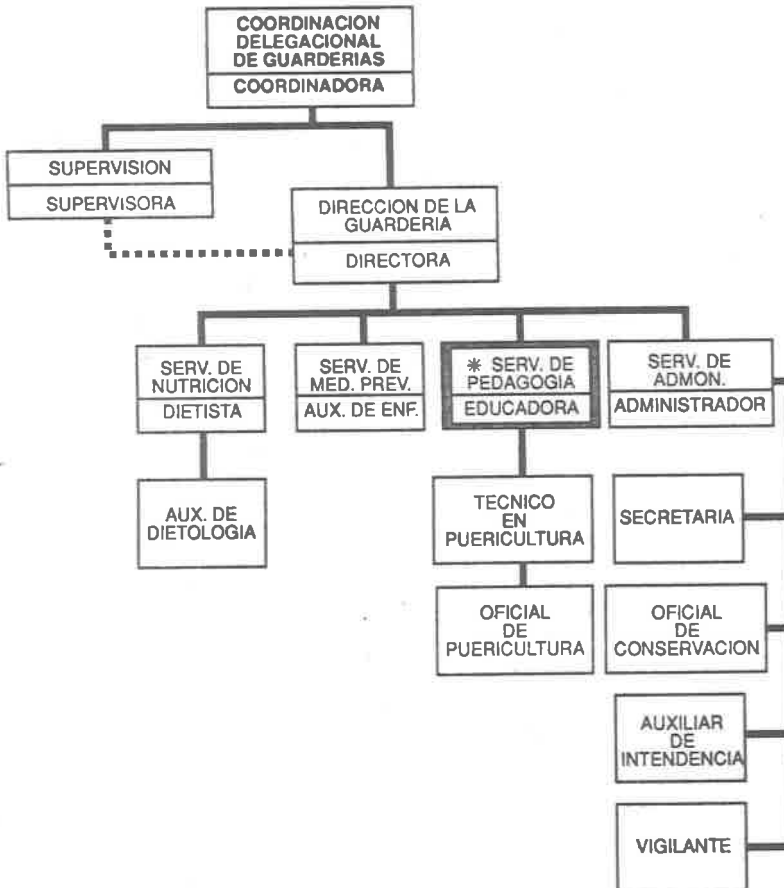 COORDINACION
DELEGACIONAL
DE GUARDERIAS
COORDINADORA
SUPERVISION
SUPERVISORA
DIRECCION DE LA
GUARDERIA
DIRECTORA
SERV. DE
NUTRICION
DIETISTA
SERV. DE
MED. PREV.
AUX. DE ENF.
* SERV. DE
PEDAGOGIA
EDUCADORA
SERV. DE
ADMON.
ADMINISTRADOR
AUX. DE
DIETOLOGIA
TECNICO
EN
PUERICULTURA
SECRETARIA
OFICIAL
DE
PUERICULTURA
OFICIAL
DE
CONSERVACION
AUXILIAR
DE
INTENDENCIA
VIGILANTE